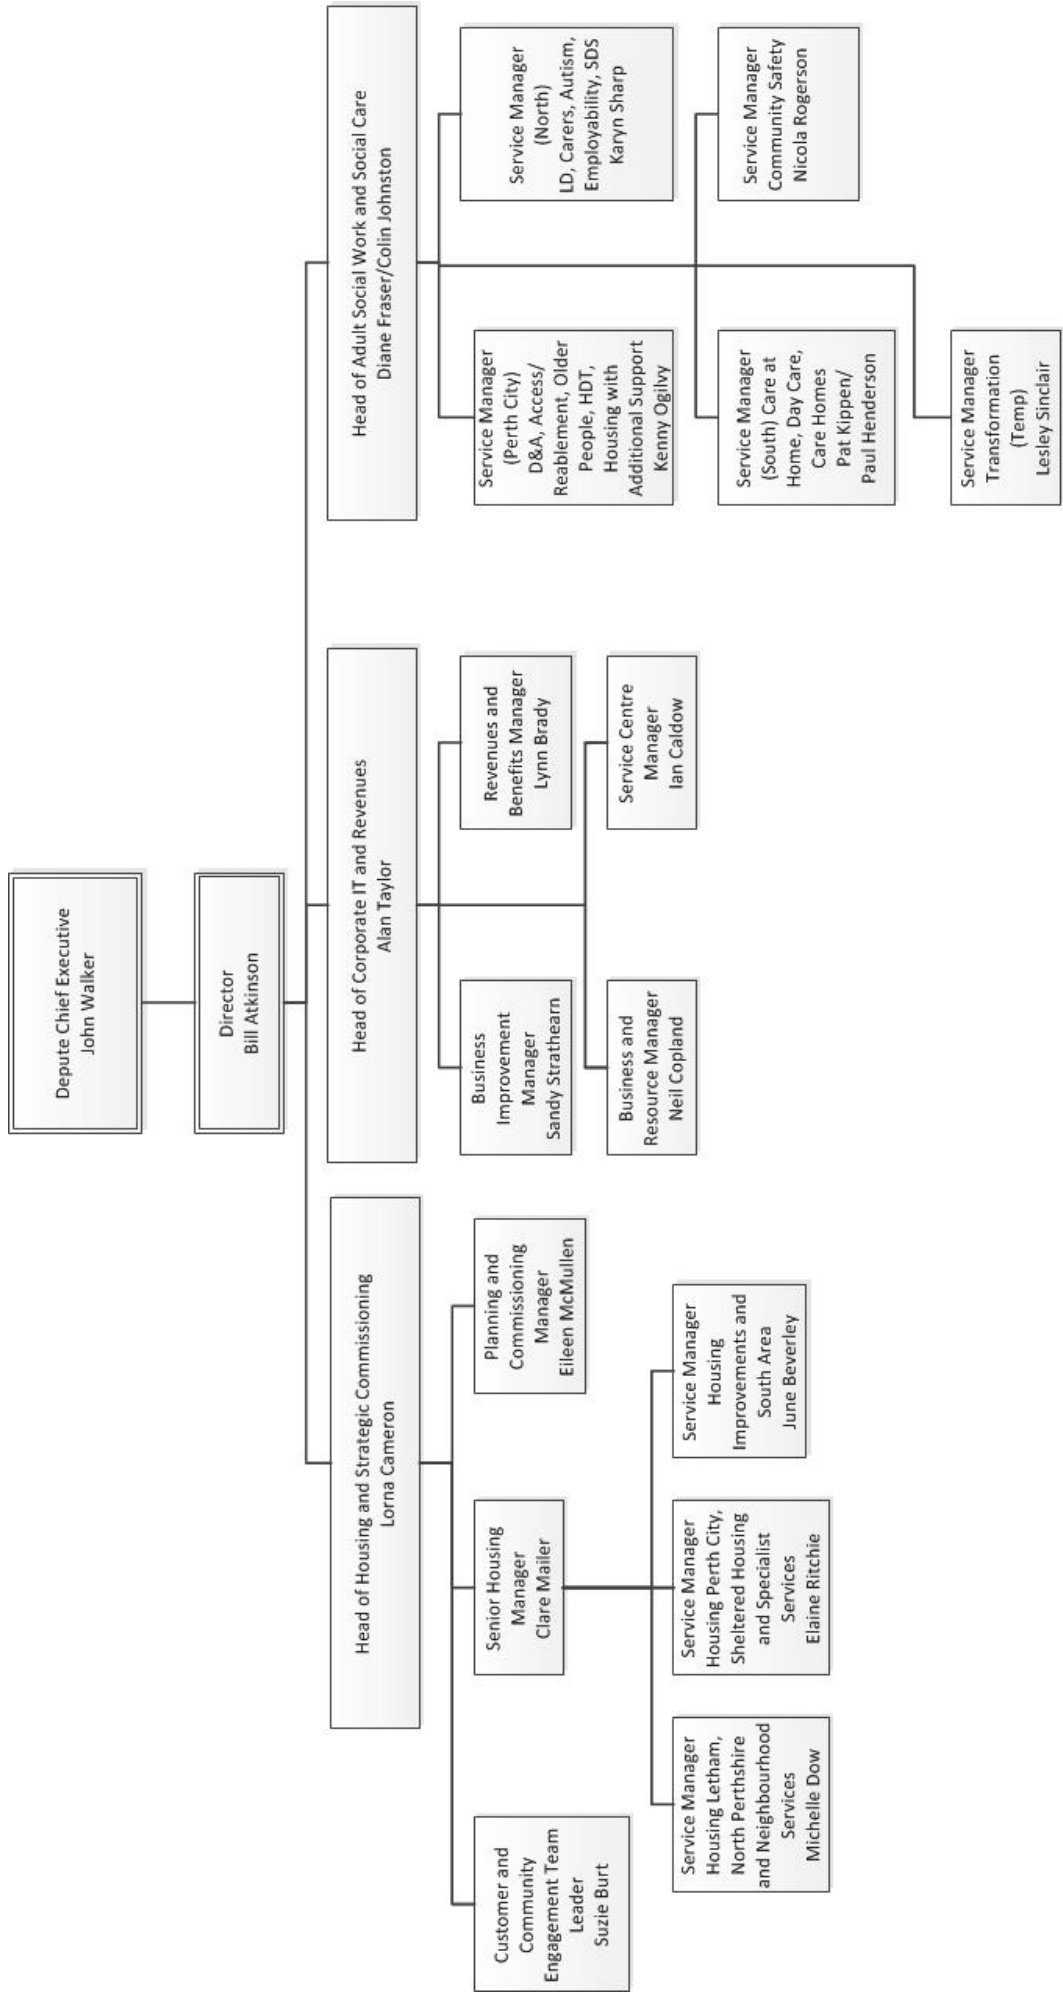 Depute Chief Executive
John Walker
Director
Bill Atkinson
Head of Housing and Strategic Commissioning
Lorna Cameron
Head of Corporate IT and Revenues
Alan Taylor
Head of Adult Social Work and Social Care
Diane Fraser/Colin Johnston
Customer and
Community
Engagement Team
Leader
Suzie Burt
Senior Housing
Manager
Clare Mailer
Planning and
Commissioning
Manager
Eileen McMullen
Service Manager
Housing Letham,
North Perthshire
and Neighbourhood
Services
Michelle Dow
Service Manager
Housing Perth City,
Sheltered Housing
and Specialist
Services
Elaine Ritchie
Service Manager
Housing
Improvements and
South Area
June Beverley
Business
Improvement
Manager
Sandy Strathearn
Revenues and
Benefits Manager
Lynn Brady
Business and
Resource Manager
Neil Copland
Service Centre
Manager
Ian Caldow
Service Manager
(Perth City)
D&A, Access/
Reablement, Older
People, HDT,
Housing with
Additional Support
Kenny Ogilvy
Service Manager
(North)
LD, Carers, Autism,
Employability, SDS
Karyn Sharp
Service Manager
(South) Care at
Home, Day Care,
Care Homes
Pat Kippen/
Paul Henderson
Service Manager
Community Safety
Nicola Rogerson
Service Manager
Transformation
(Temp)
Lesley Sinclair